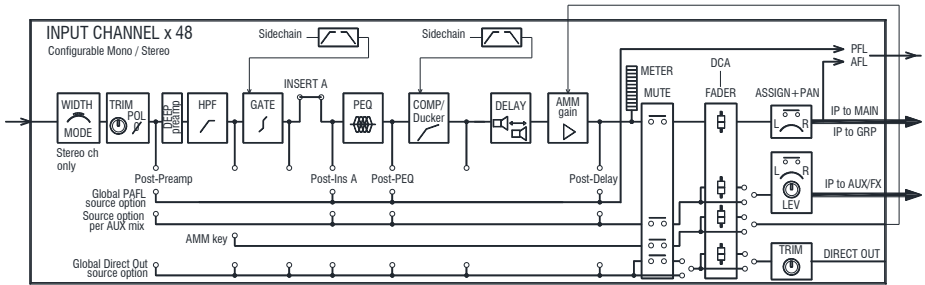 INPUT CHANNEL x 48
Configurable Mono / Stereo
Sidechain
Sidechain
PFL
AFL
INSERT A
METER
DCA
WIDTH
MODE
TRIM
POL
DEEP
preamp
HPF
GATE
PEQ
COMP/
Ducker
DELAY
AMM
gain
MUTE
FADER
ASSIGN+PAN
L R
IP to MAIN
IP to GRP
Stereo ch
only
Post-Preamp
Post-Ins A
Post-PEQ
Post-Delay
L R
LEV
IP to AUX/FX
Global PAFL
source option
Source option
per AUX mix
AMM key
Global Direct Out
source option
TRIM
DIRECT OUT